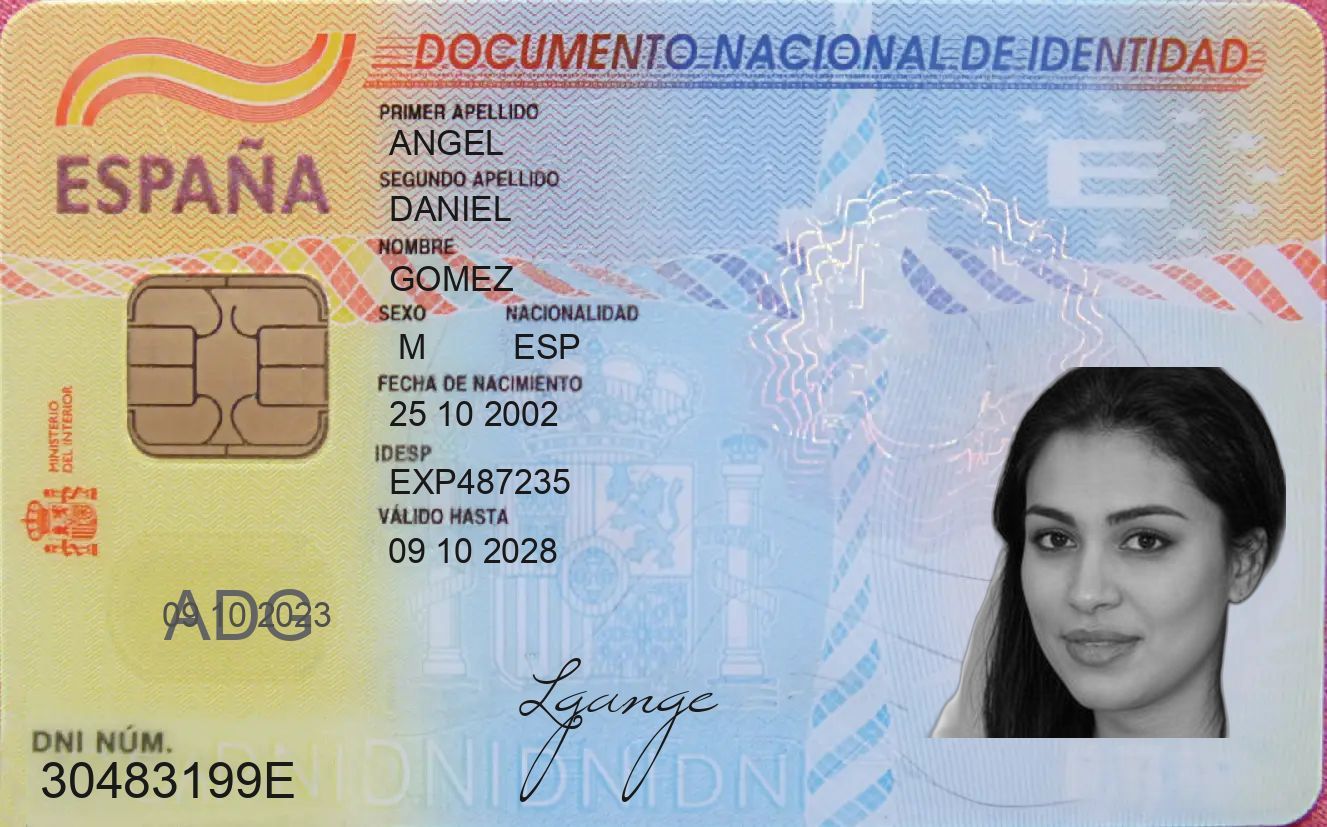 DOCUMENTO NACIONAL DE IDENTIDAD
ESPAÑA
PRIMER APELLIDO
ANGEL
SEGUNDO APELLIDO
DANIEL
NOMBRE
GOMEZ
SEXO NACIONALIDAD
M ESP
FECHA DE NACIMIENTO
25 10 2002
IDESP
EXP487235
VÁLIDO HASTA
09 10 2028
MINISTERIO
DEL INTERIOR
E
ADG
09 10 2023
Lgange
DNI NÚM.
30483199E
DNIDNIDNIDNI